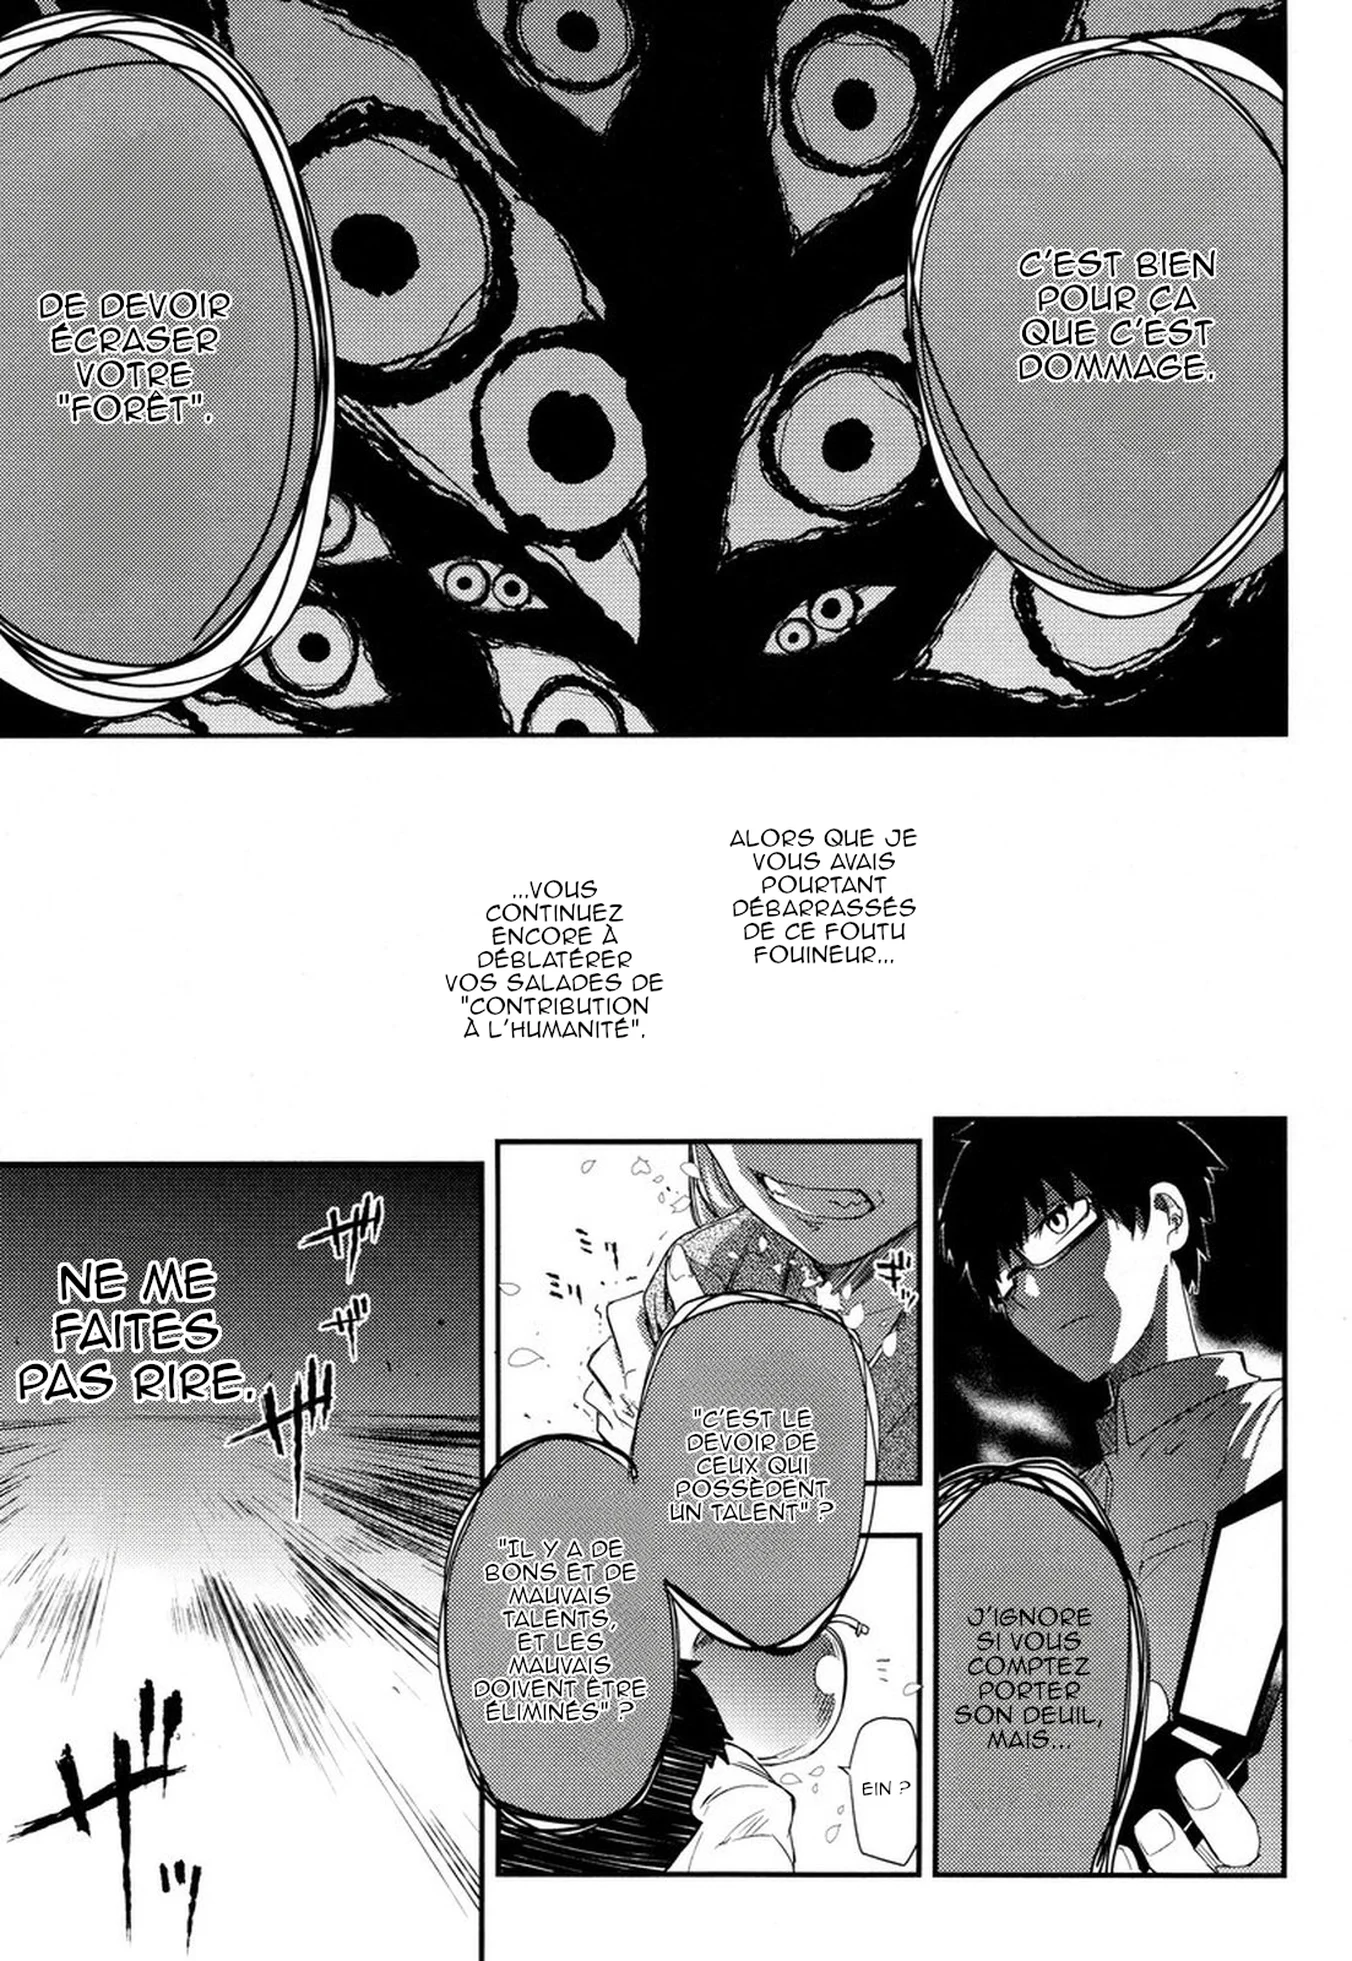 C'EST BIEN
POUR ÇA
QUE C'EST
DOMMAGE.
DE DEVOIR
ÉCRASER
VOTRE
"FORÊT".
ALORS QUE JE
VOUS AVAIS
POURTANT
DÉBARRASSÉS
DE CE FOUTU
FOUINEUR...
...VOUS
CONTINUEZ
ENCORE À
DÉBLATÉRER
VOS SALADES DE
"CONTRIBUTION
À L'HUMANITÉ".
J'IGNORE
SI VOUS
COMPTEZ
PORTER
SON DEUIL,
MAIS...
"C'EST LE
DEVOIR DE
CEUX QUI
POSSÈDENT
UN TALENT" ?
"IL Y A DE
BONS ET DE
MAUVAIS
TALENTS,
ET LES
MAUVAIS
DOIVENT ÊTRE
ÉLIMINÉS" ?
EIN ?
NE ME
FAITES
PAS RIRE.